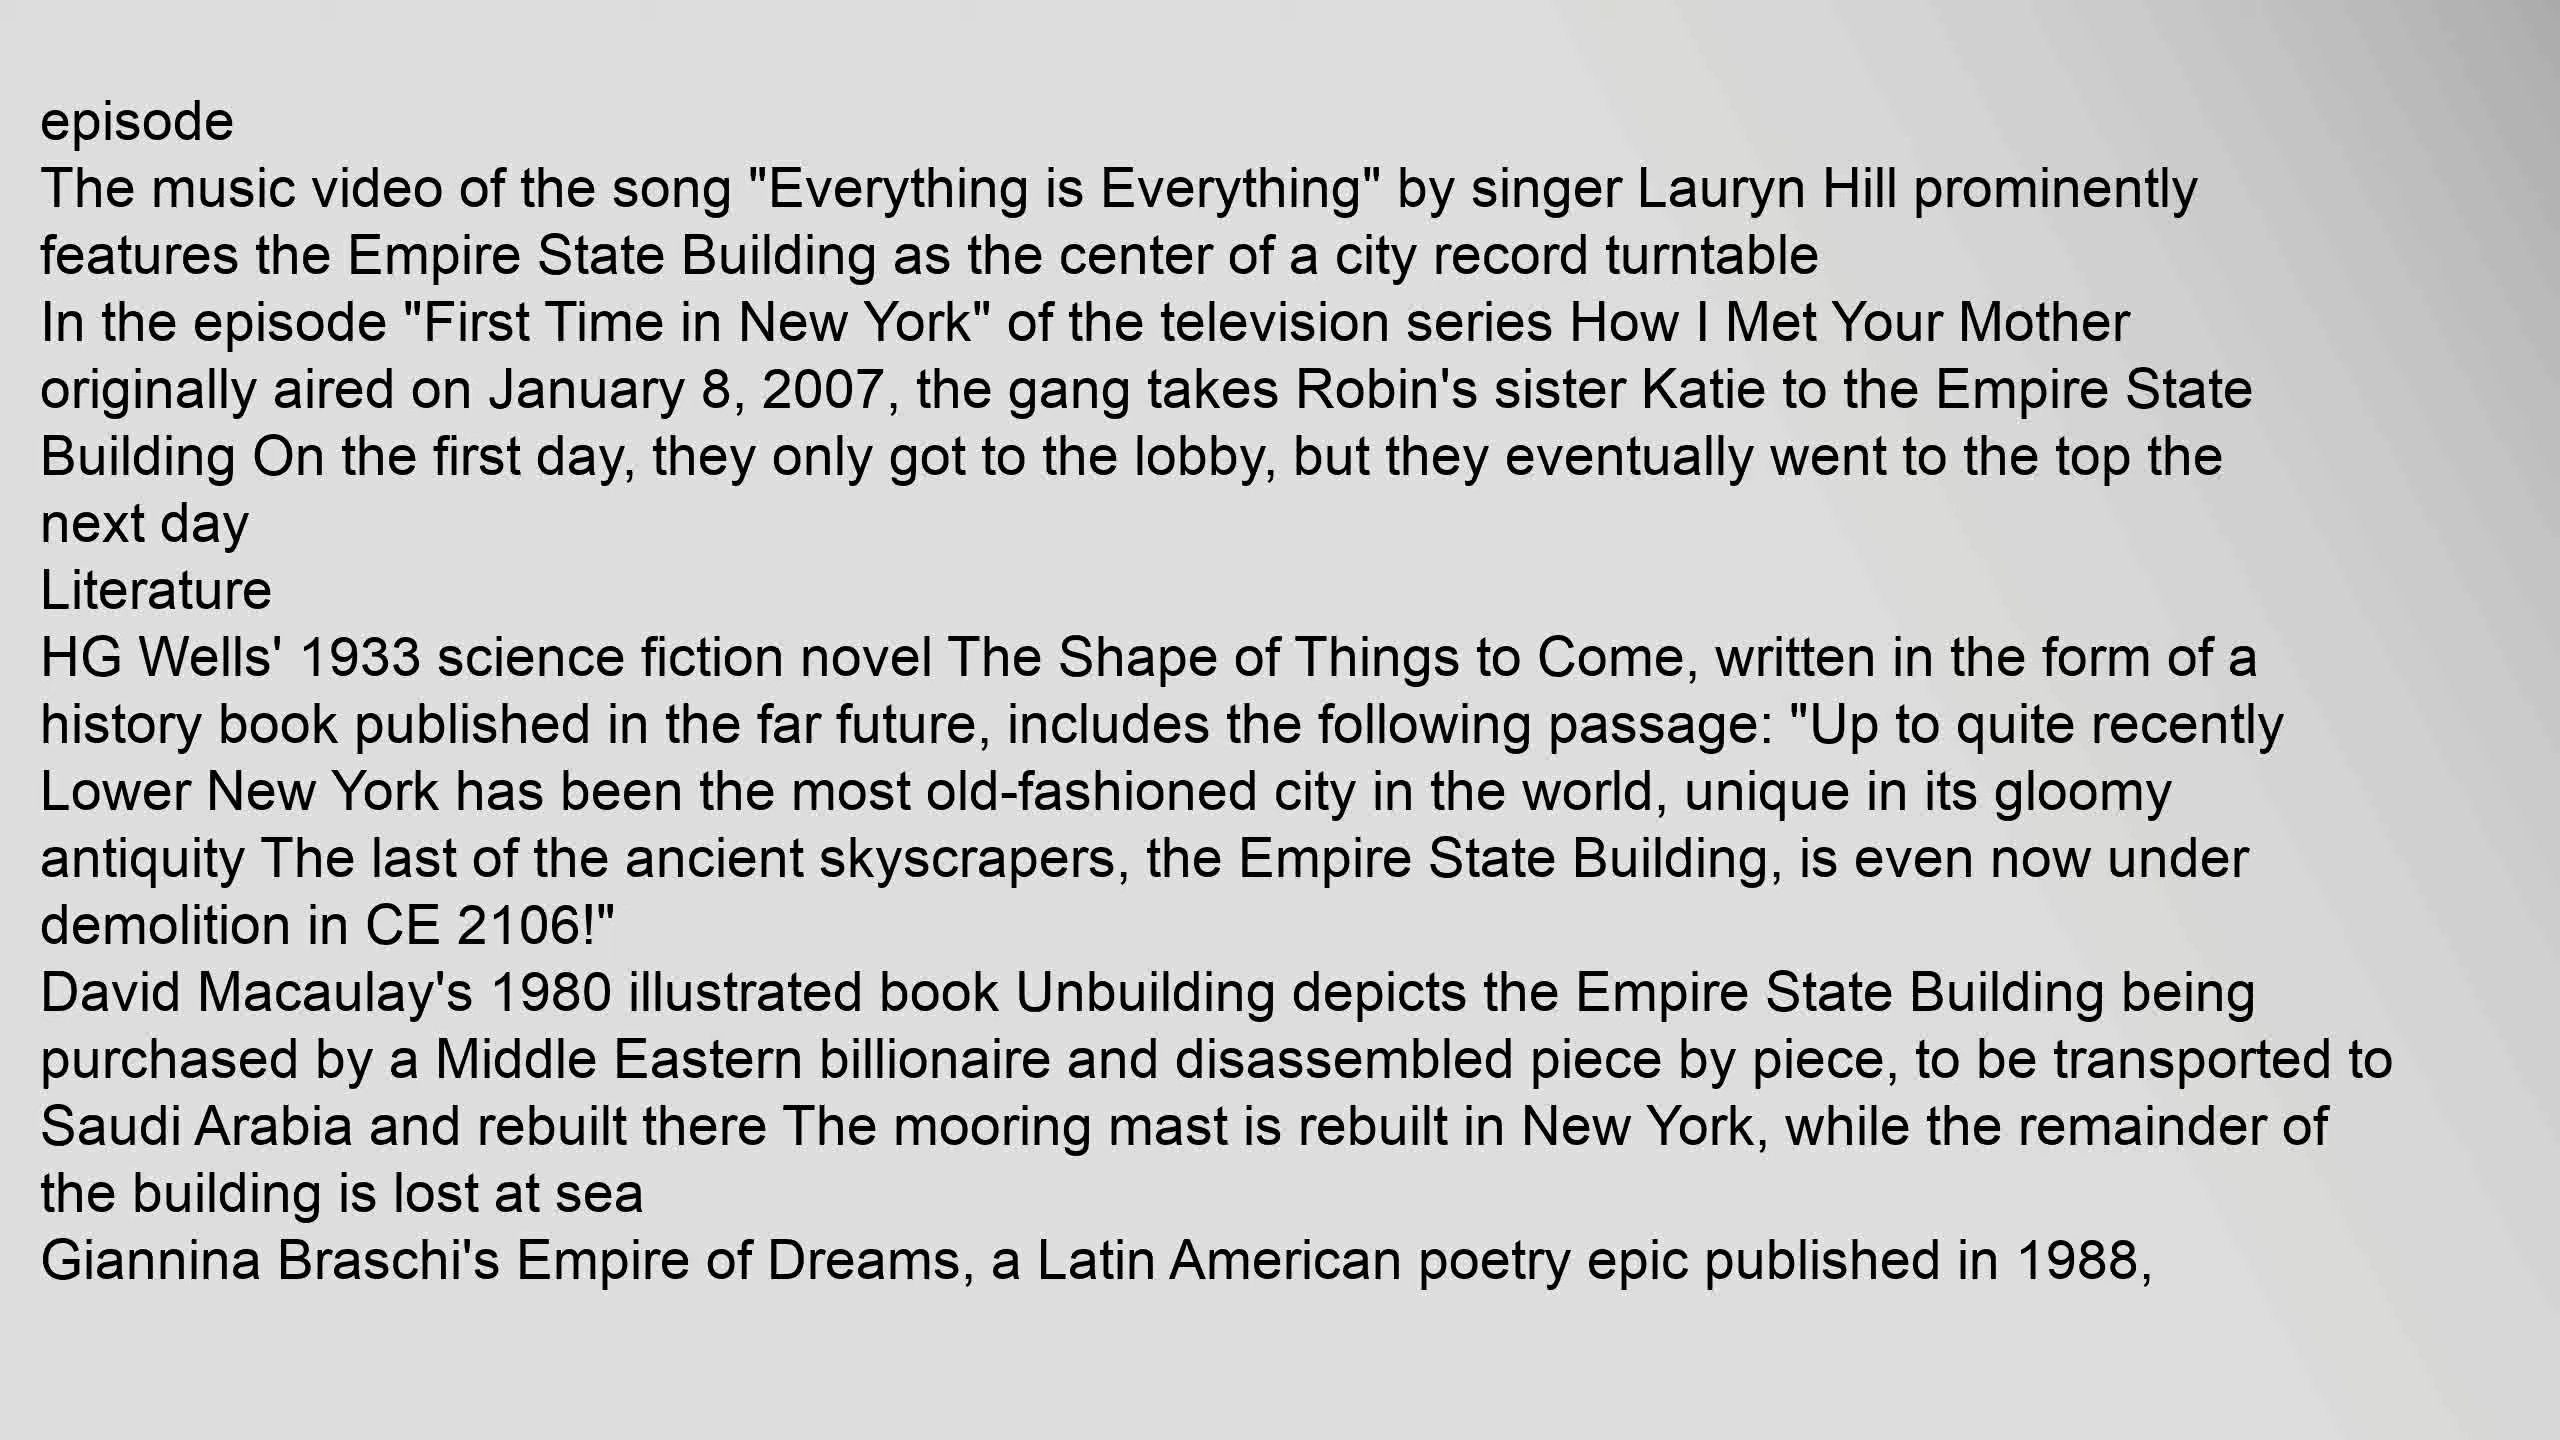 episode
The music video of the song "Everything is Everything" by singer Lauryn Hill prominently
features the Empire State Building as the center of a city record turntable
In the episode "First Time in New York" of the television series How I Met Your Mother
originally aired on January 8, 2007, the gang takes Robin's sister Katie to the Empire State
Building On the first day, they only got to the lobby, but they eventually went to the top the
next day
Literature
HG Wells' 1933 science fiction novel The Shape of Things to Come, written in the form of a
history book published in the far future, includes the following passage: "Up to quite recently
Lower New York has been the most old-fashioned city in the world, unique in its gloomy
antiquity The last of the ancient skyscrapers, the Empire State Building, is even now under
demolition in CE 2106!"
David Macaulay's 1980 illustrated book Unbuilding depicts the Empire State Building being
purchased by a Middle Eastern billionaire and disassembled piece by piece, to be transported to
Saudi Arabia and rebuilt there The mooring mast is rebuilt in New York, while the remainder of
the building is lost at sea
Giannina Braschi's Empire of Dreams, a Latin American poetry epic published in 1988,